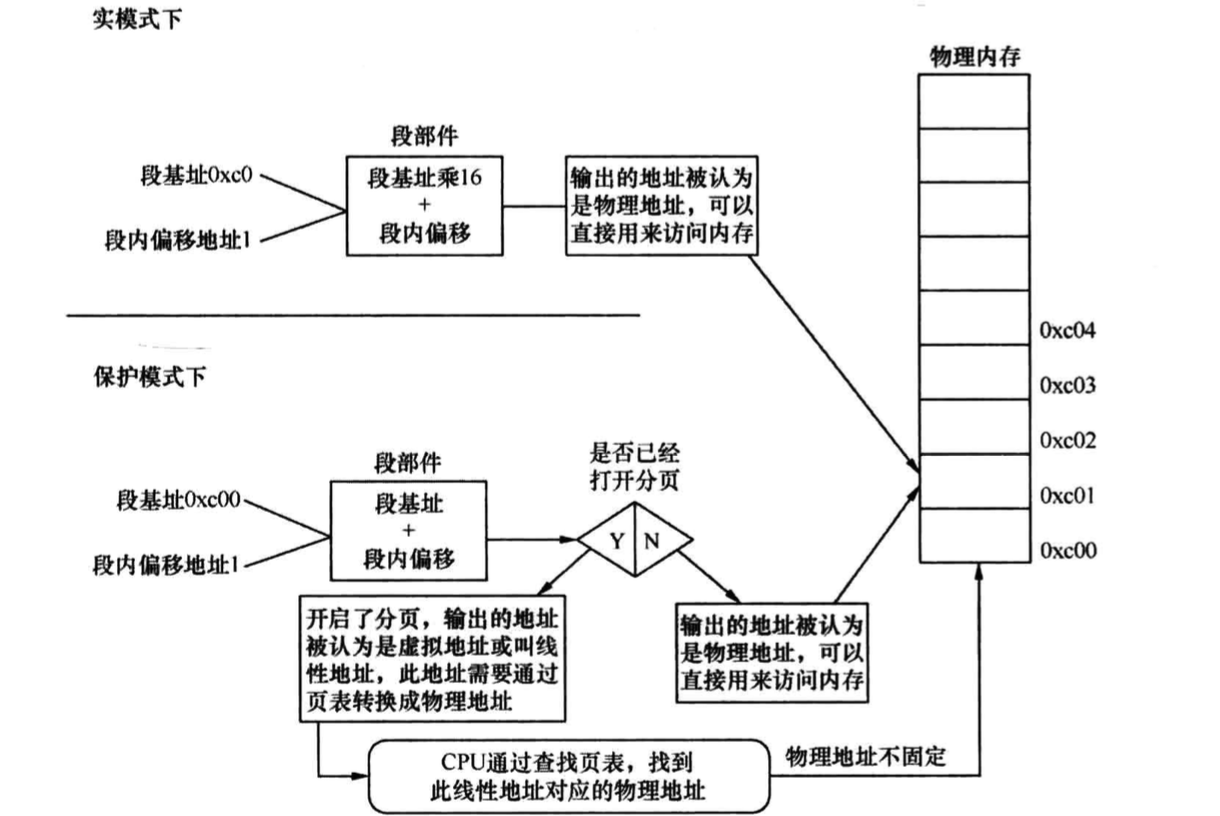 实模式下
物理内存
段部件
段基址0xc0
段内偏移地址1
段基址乘16
+
段内偏移
输出的地址被认为
是物理地址，可以
直接用来访问内存
0xc04
0xc03
0xc02
0xc01
0xc00
保护模式下
段部件
段基址0xc00
段内偏移地址1
段基址
+
段内偏移
是否已经
打开分页
Y N
开启了分页，输出的地址
被认为是虚拟地址或叫线
性地址，此地址需要通过
页表转换成物理地址
输出的地址被认为
是物理地址，可以
直接用来访问内存
CPU通过查找页表，找到
此线性地址对应的物理地址
物理地址不固定